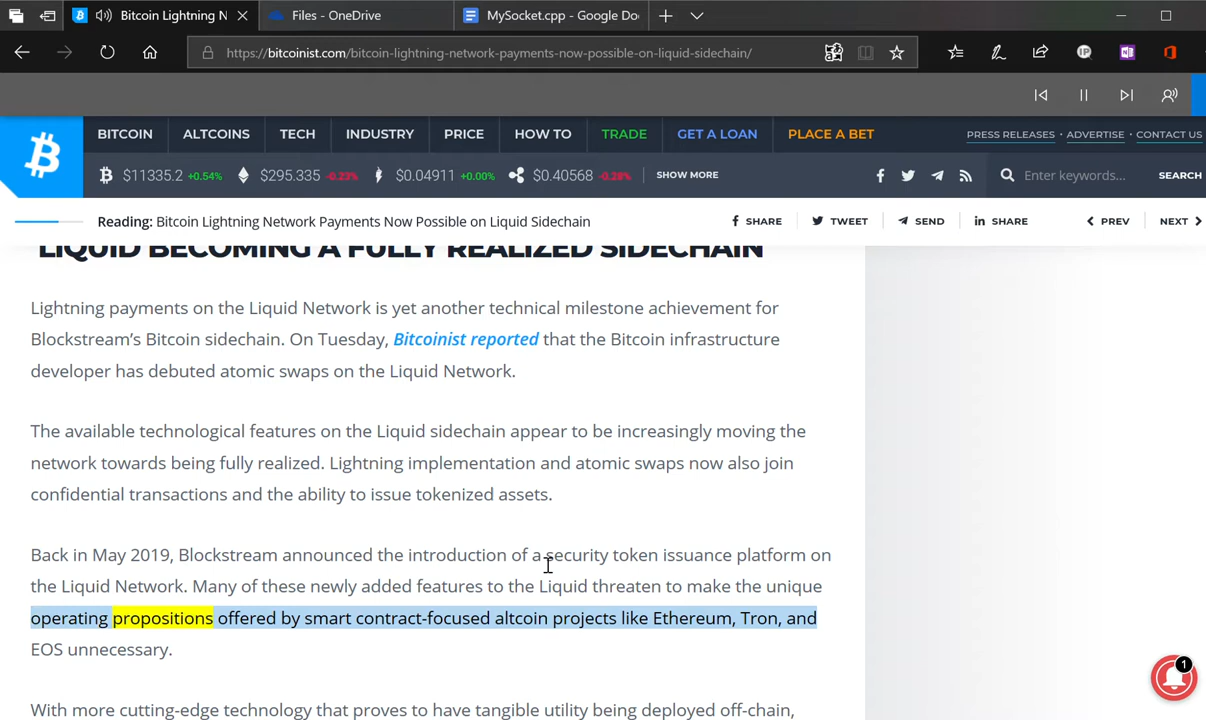 Bitcoin Lightning N
Files - OneDrive
MySocket.cpp - Google Do
https://bitcoinist.com/bitcoin-lightning-network-payments-now-possible-on-liquid-sidechain/
IP
N
BITCOIN ALTCOINS TECH INDUSTRY PRICE HOW TO TRADE GET A LOAN PLACE A BET PRESS RELEASES · ADVERTISE · CONTACT US
$11335.2 +0.54% $295.335 -0.23% $0.04911 +0.00% $0.40568 -0.28% SHOW MORE Enter keywords... SEARCH
Reading: Bitcoin Lightning Network Payments Now Possible on Liquid Sidechain SHARE TWEET SEND SHARE PREV NEXT
LIQUID BECOMING A FULLY REALIZED SIDECHAIN
Lightning payments on the Liquid Network is yet another technical milestone achievement for
Blockstream’s Bitcoin sidechain. On Tuesday, Bitcoinist reported that the Bitcoin infrastructure
developer has debuted atomic swaps on the Liquid Network.
The available technological features on the Liquid sidechain appear to be increasingly moving the
network towards being fully realized. Lightning implementation and atomic swaps now also join
confidential transactions and the ability to issue tokenized assets.
Back in May 2019, Blockstream announced the introduction of a security token issuance platform on
the Liquid Network. Many of these newly added features to the Liquid threaten to make the unique
operating propositions offered by smart contract-focused altcoin projects like Ethereum, Tron, and
EOS unnecessary.
1
With more cutting-edge technology that proves to have tangible utility being deployed off-chain,